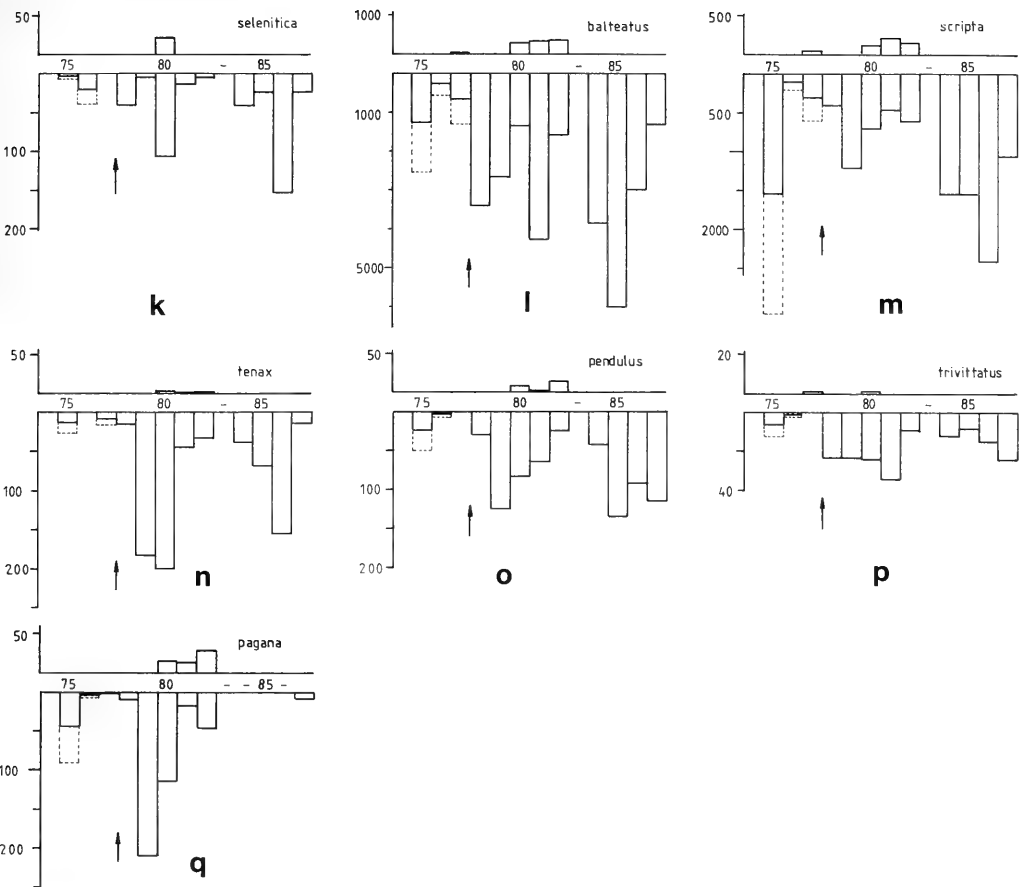 50
selenitica
75 80 – 85
100
200
k
1000
balteatus
75 80 – 85
1000
5000
l
500
scripta
75 80 – 85
500
2000
m
50
tenax
75 80 – 85
100
200
n
50
pendulus
75 80 – 85
100
200
o
20
trivittatus
75 80 – 85
40
p
50
pagana
75 80 – - 85 -
100
200
q